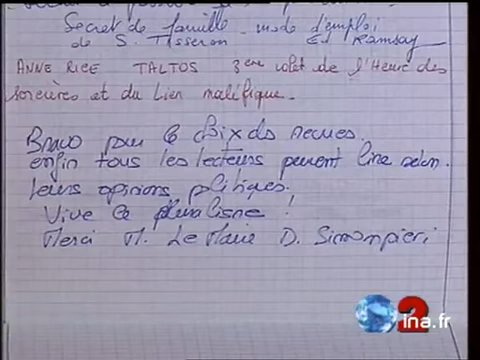 Secret de famille - mode d'emploi
de S. Tisseron Ed Ramsay
ANNE RICE TALTOS 3ème volet de l'Heure des
sorcières et du Lien maléfique.
Bravo pour le choix des revues.
enfin tous les lecteurs peuvent lire selon
leurs opinions politiques.
Vive le pluralisme !
Merci M. Le Maire D. Simonpieri
2
Ina.fr